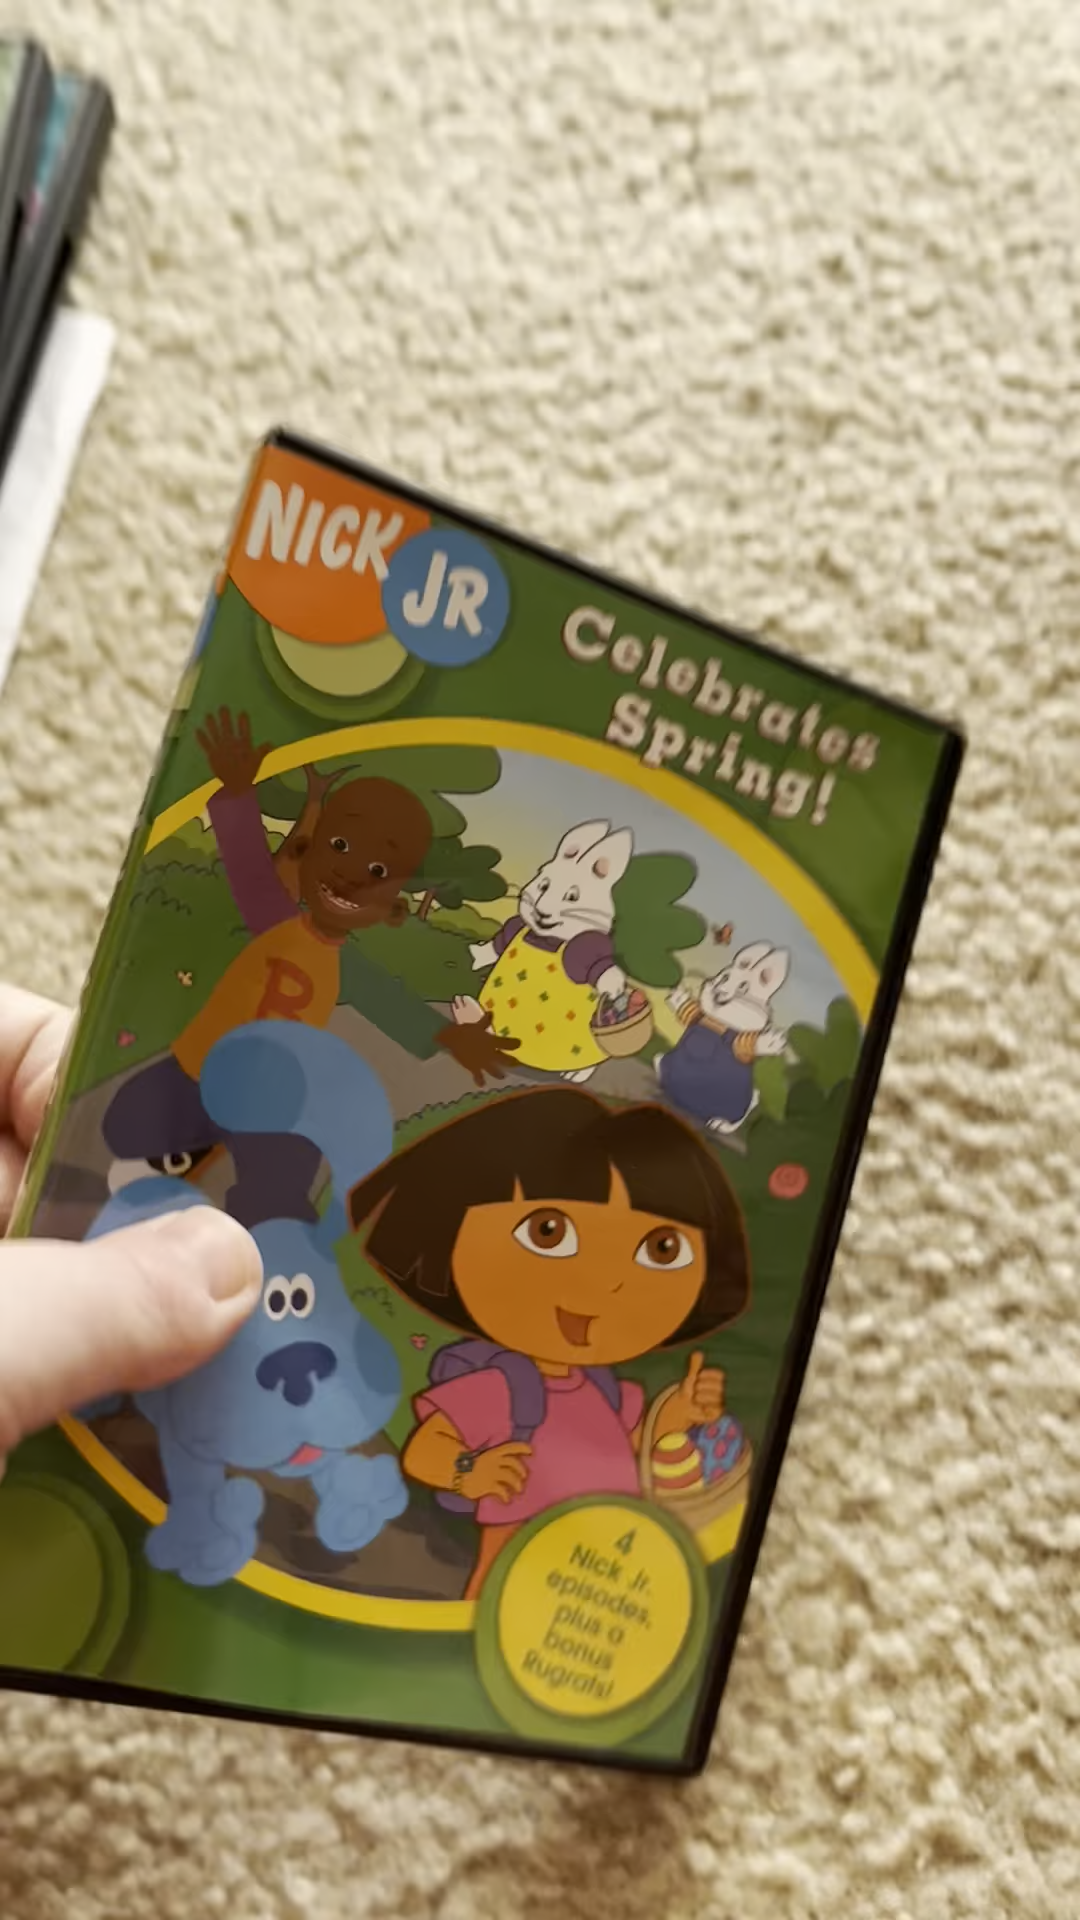 NICK
JR
Celebrates
Spring!
R
4
Nick Jr.
episodes,
plus a
bonus
Rugrats!